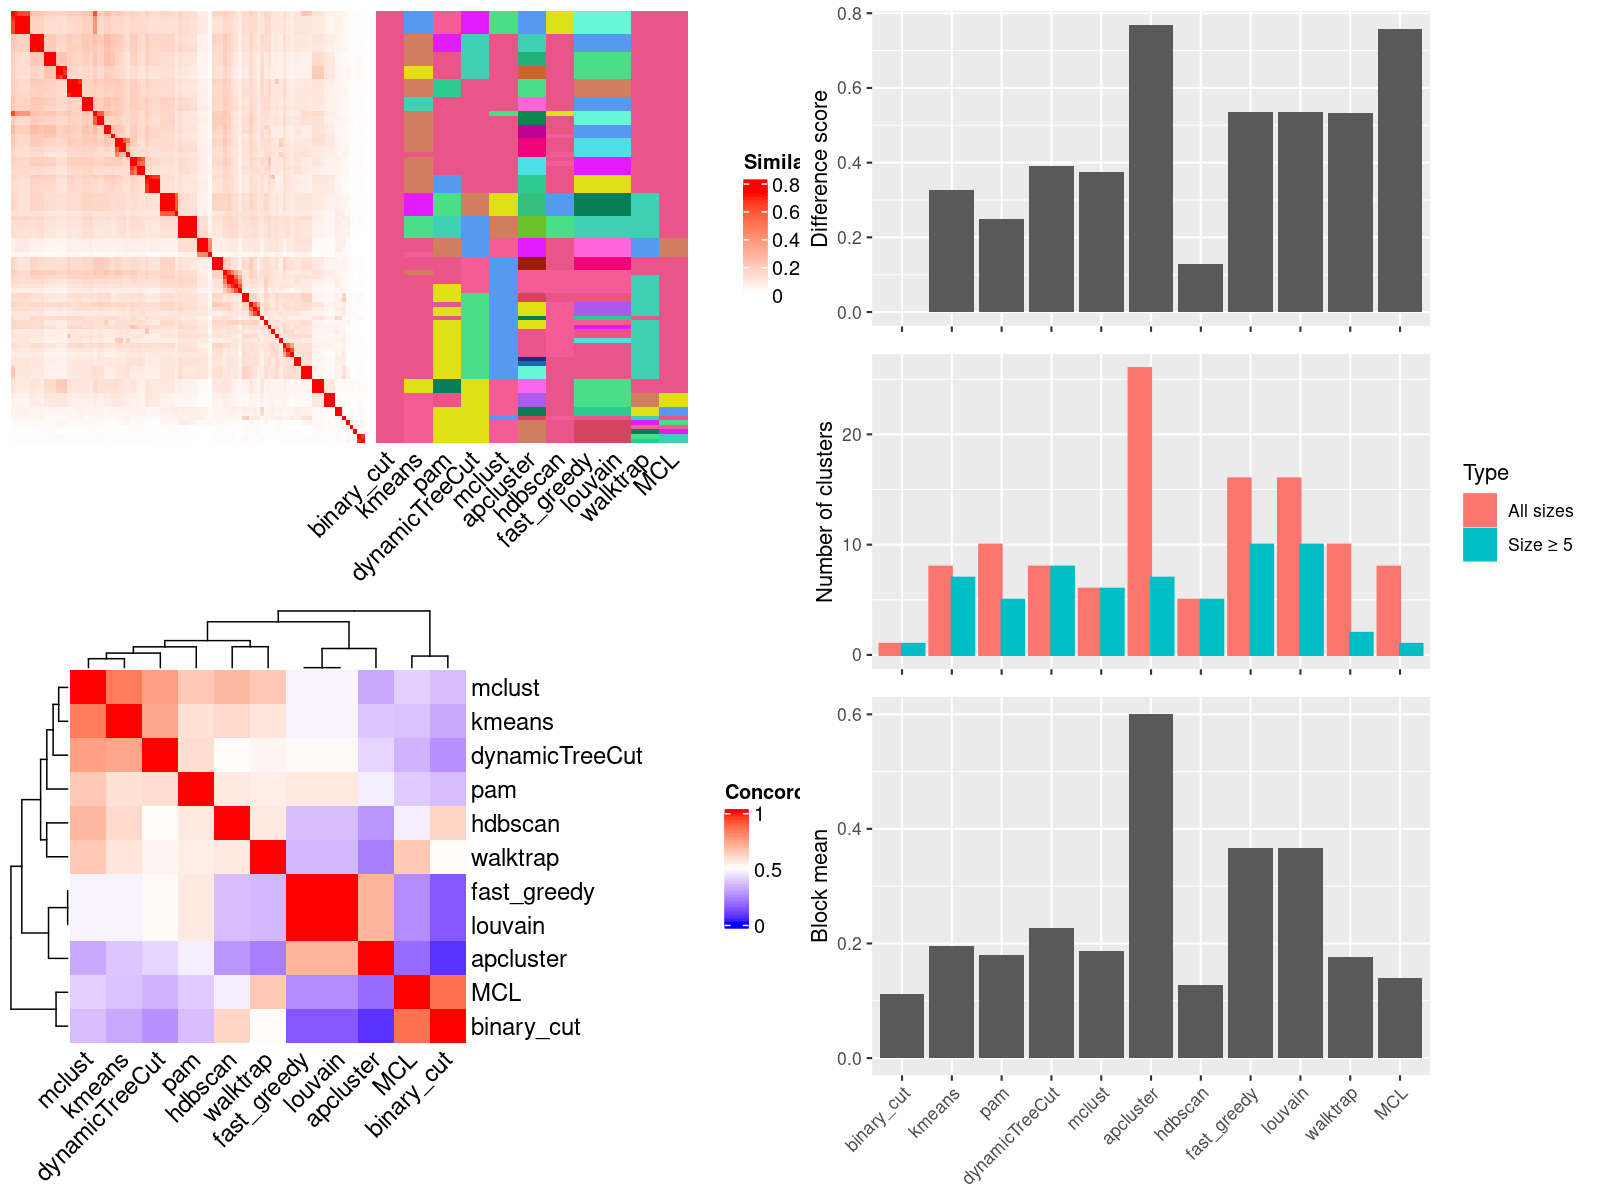 Simila
0.8
0.6
0.4
0.2
0
binary_cut
kmeans
pam
dynamicTreeCut
mclust
apcluster
hdbscan
fast_greedy
louvain
walktrap
MCL
mclust
kmeans
dynamicTreeCut
pam
hdbscan
walktrap
fast_greedy
louvain
apcluster
MCL
binary_cut
mclust
kmeans
dynamicTreeCut
pam
hdbscan
walktrap
fast_greedy
louvain
apcluster
MCL
binary_cut
Concord
1
0.5
0
Difference score
0.8
0.6
0.4
0.2
0.0
Number of clusters
20
10
0
Type
All sizes
Size ≥ 5
Block mean
0.6
0.4
0.2
0.0
binary_cut
kmeans
pam
dynamicTreeCut
mclust
apcluster
hdbscan
fast_greedy
louvain
walktrap
MCL